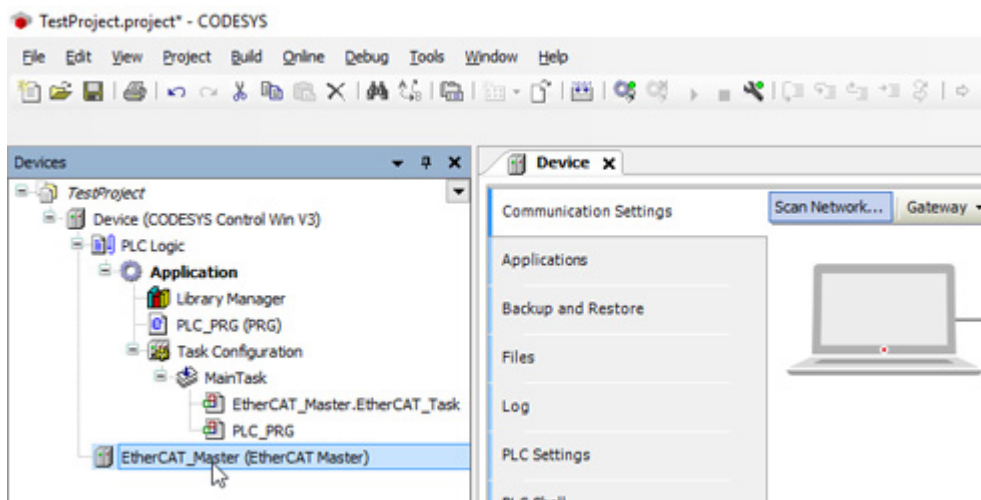 TestProject.project* - CODESYS
File Edit View Project Build Online Debug Tools Window Help
Devices
TestProject
Device (CODESYS Control Win V3)
PLC Logic
Application
Library Manager
PLC_PRG (PRG)
Task Configuration
MainTask
EtherCAT_Master.EtherCAT_Task
PLC_PRG
EtherCAT_Master (EtherCAT Master)
Device
Communication Settings
Scan Network... Gateway
Applications
Backup and Restore
Files
Log
PLC Settings